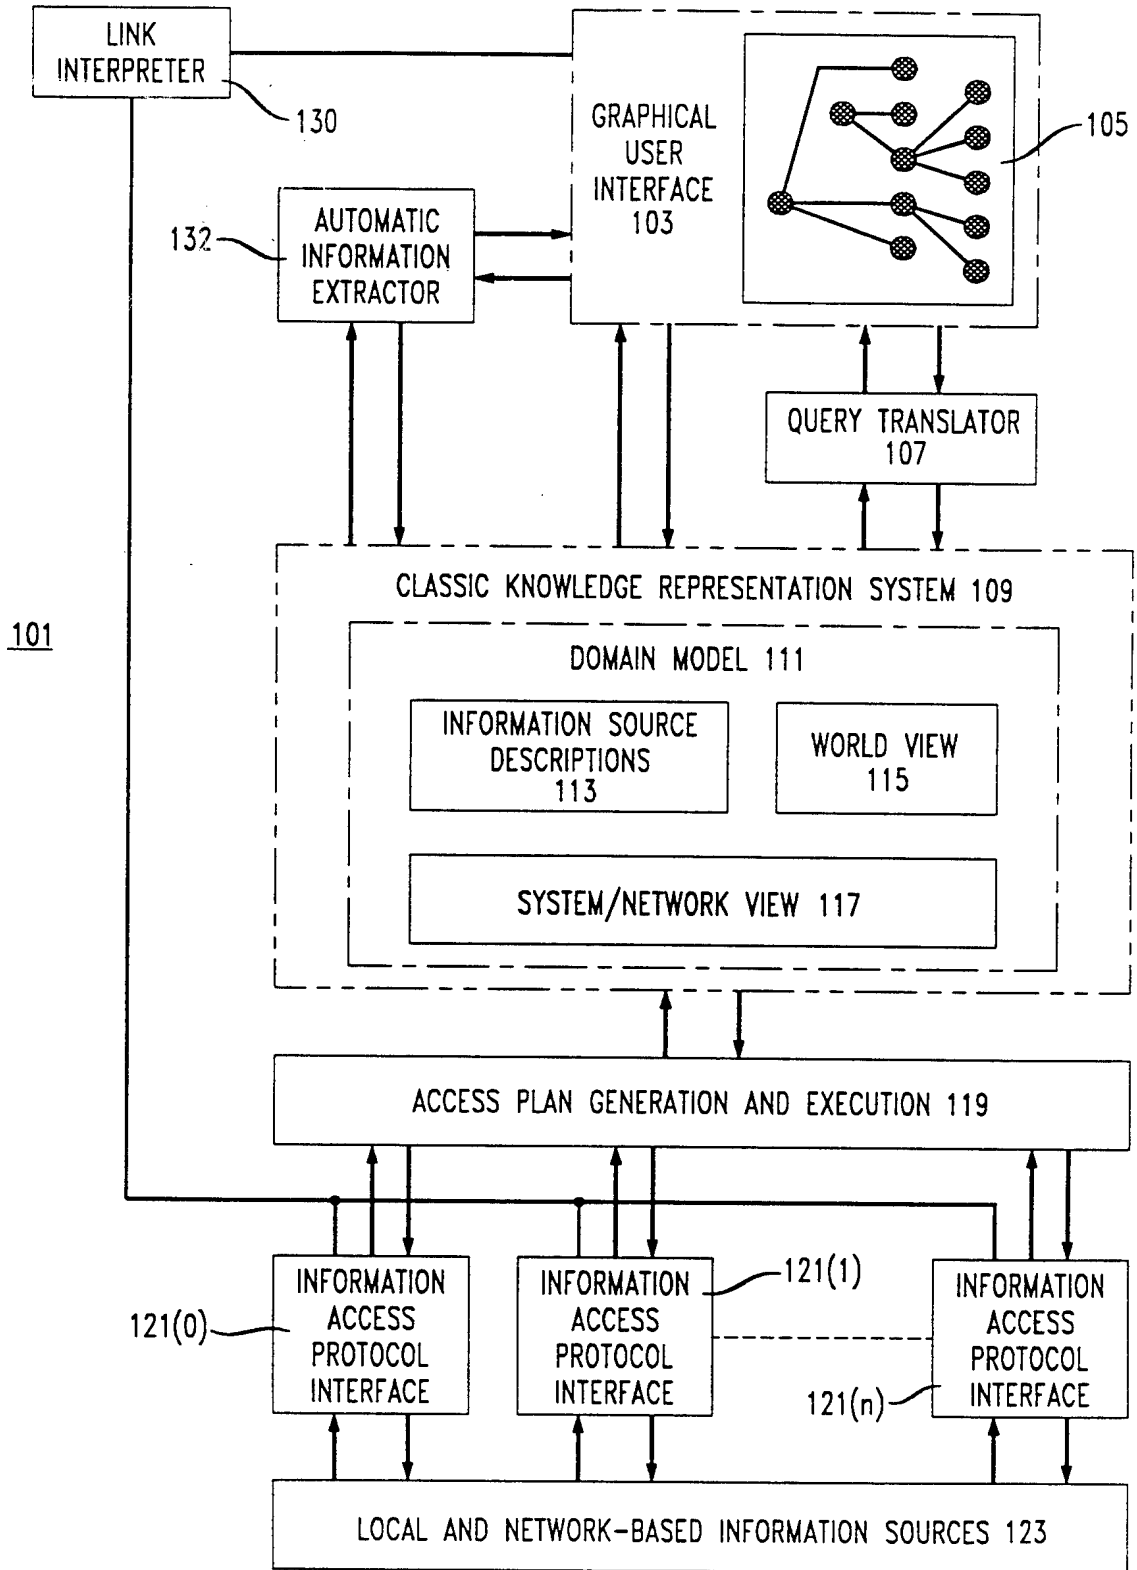 LINK
INTERPRETER
130
GRAPHICAL
USER
INTERFACE
103
105
AUTOMATIC
INFORMATION
EXTRACTOR
132
QUERY TRANSLATOR
107
CLASSIC KNOWLEDGE REPRESENTATION SYSTEM 109
101
DOMAIN MODEL 111
INFORMATION SOURCE
DESCRIPTIONS
113
WORLD VIEW
115
SYSTEM/NETWORK VIEW 117
ACCESS PLAN GENERATION AND EXECUTION 119
INFORMATION
ACCESS
PROTOCOL
INTERFACE
121(0)
INFORMATION
ACCESS
PROTOCOL
INTERFACE
121(1)
INFORMATION
ACCESS
PROTOCOL
INTERFACE
121(n)
LOCAL AND NETWORK-BASED INFORMATION SOURCES 123